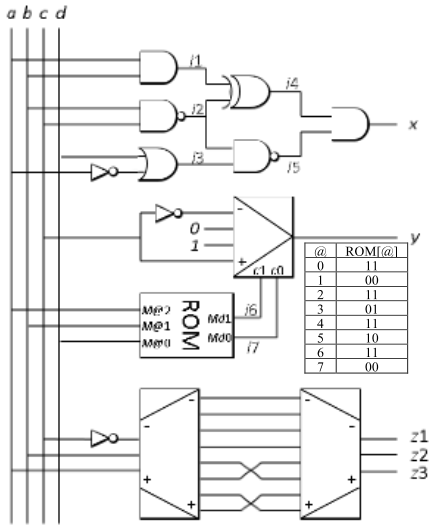 a b c d
i1
i2
i3
i4
i5
x
-
0
1
+
c1 c0
y
@ ROM[@]
0 11
1 00
2 11
3 01
4 11
5 10
6 11
7 00
M@2
M@1
M@0
ROM
Md1
Md0
i6
i7
- -
+ +
- -
+ +
z1
z2
z3